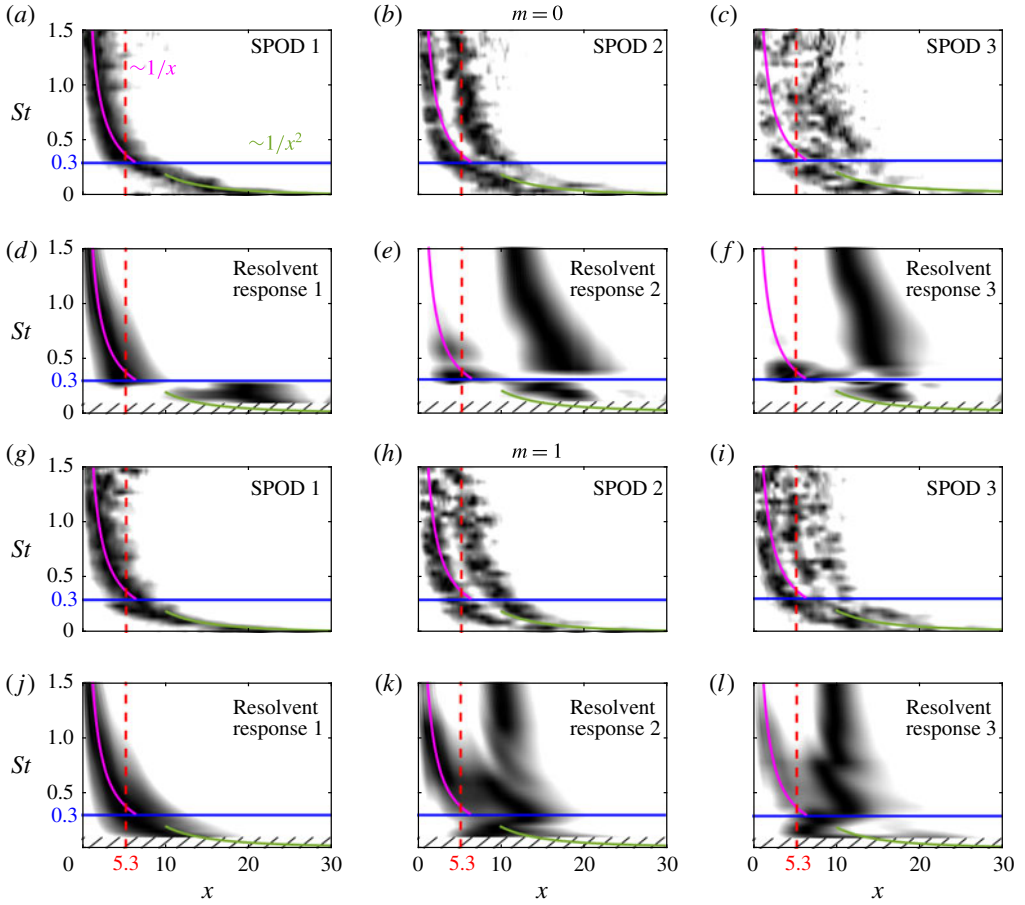 (a) (b) m = 0 (c)
1.5 SPOD 1 SPOD 2 SPOD 3
~1/x
1.0
St
0.5 ~1/x²
0.3
0
(d) (e) (f)
1.5 Resolvent response 1 Resolvent response 2 Resolvent response 3
1.0
St
0.5
0.3
0
(g) (h) m = 1 (i)
1.5 SPOD 1 SPOD 2 SPOD 3
1.0
St
0.5
0.3
0
(j) (k) (l)
1.5 Resolvent response 1 Resolvent response 2 Resolvent response 3
1.0
St
0.5
0.3
0 5.3 10 20 30 0 5.3 10 20 30 0 5.3 10 20 30
x x x